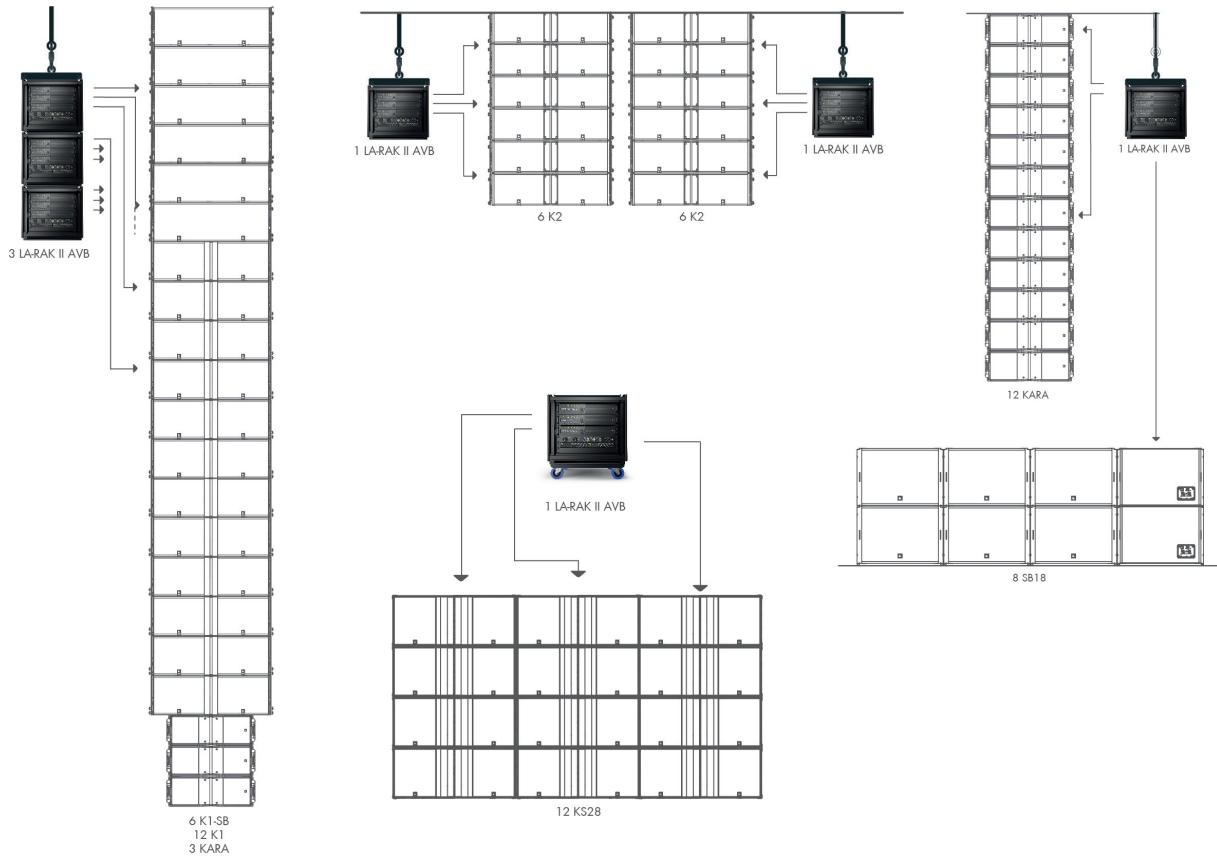 3 LA-RAK II AVB
6 K1-SB
12 K1
3 KARA
1 LA-RAK II AVB
6 K2
6 K2
1 LA-RAK II AVB
1 LA-RAK II AVB
12 KARA
8 SB18
1 LA-RAK II AVB
12 KS28